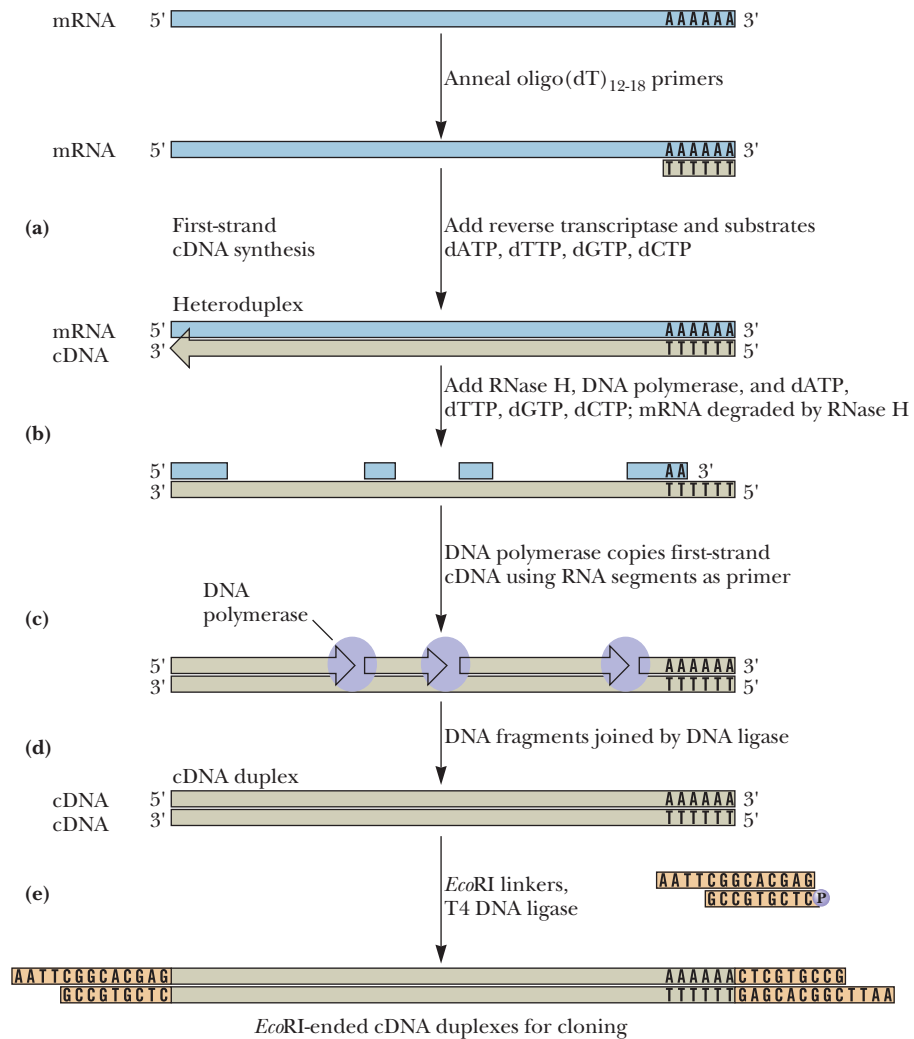 mRNA 5' AAAAAA 3'
Anneal oligo(dT)12-18 primers
mRNA 5' AAAAAA 3'
TTTTTT
(a)
First-strand
cDNA synthesis
Add reverse transcriptase and substrates
dATP, dTTP, dGTP, dCTP
Heteroduplex
mRNA 5' AAAAAA 3'
cDNA 3' TTTTTT 5'
Add RNase H, DNA polymerase, and dATP,
dTTP, dGTP, dCTP; mRNA degraded by RNase H
(b)
5' AA 3'
3' TTTTTT 5'
DNA polymerase copies first-strand
cDNA using RNA segments as primer
DNA
polymerase
(c)
5' AAAAAA 3'
3' TTTTTT 5'
DNA fragments joined by DNA ligase
(d)
cDNA duplex
cDNA 5' AAAAAA 3'
cDNA 3' TTTTTT 5'
(e)
EcoRI linkers,
T4 DNA ligase
AATTCGGCACGAG
GCCGTGCTC P
AATTCGGCACGAG AAAAAA CTCGTGCCG
GCCGTGCTC TTTTTT GAGCACGGCTTAA
EcoRI-ended cDNA duplexes for cloning